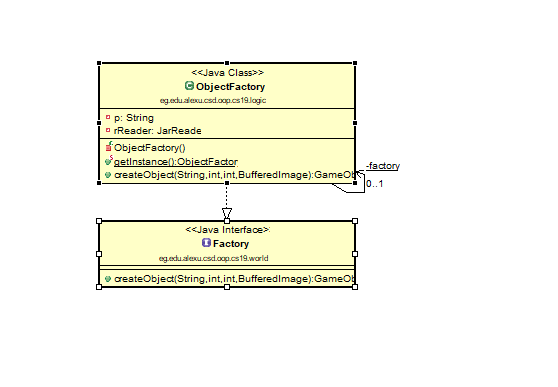 <<Java Class>>
ObjectFactory
eg.edu.alexu.csd.oop.cs19.logic
p: String
rReader: JarReade
ObjectFactory()
getInstance():ObjectFactor
createObject(String,int,int,BufferedImage):GameOb
-factory
0..1
<<Java Interface>
Factory
eg.edu.alexu.csd.oop.cs19.world
createObject(String,int,int,BufferedImage):GameOb